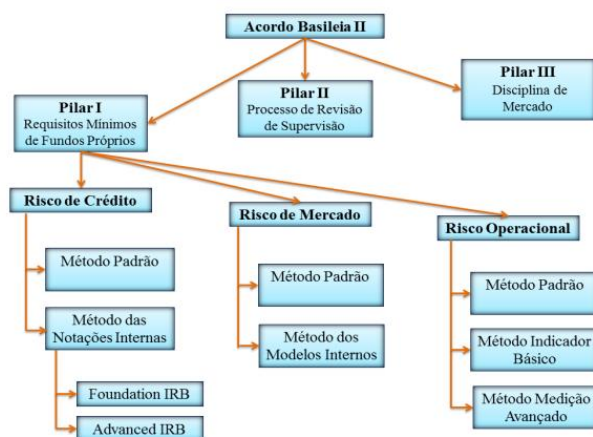 Acordo Basileia II
Pilar I
Requisitos Mínimos
de Fundos Próprios
Pilar II
Processo de Revisão
de Supervisão
Pilar III
Disciplina de
Mercado
Risco de Crédito
Método Padrão
Método das
Notações Internas
Foundation IRB
Advanced IRB
Risco de Mercado
Método Padrão
Método dos
Modelos Internos
Risco Operacional
Método Padrão
Método Indicador
Básico
Método Medição
Avançado